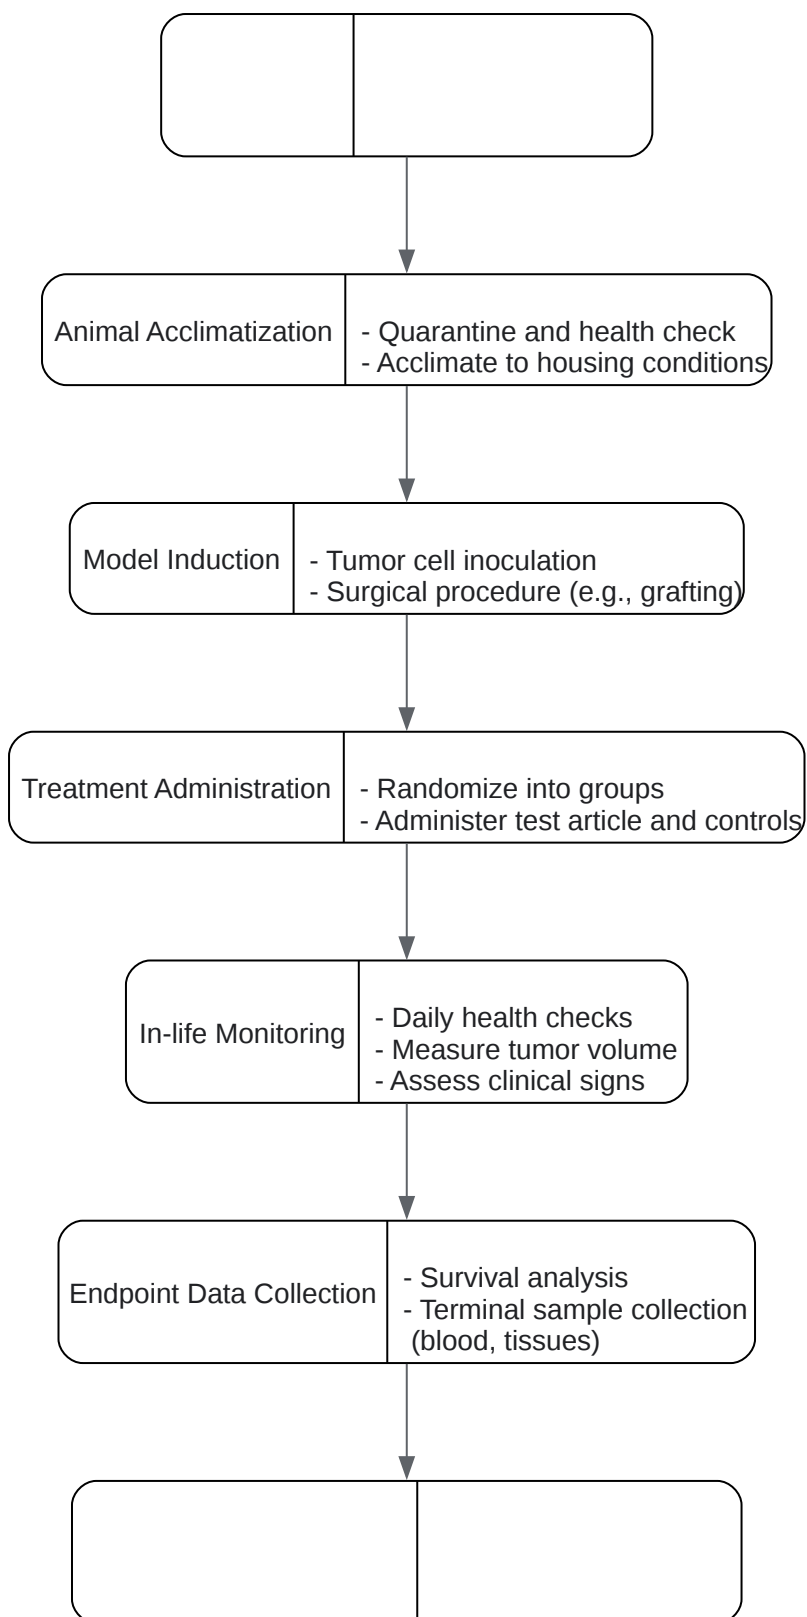 Animal Acclimatization
- Quarantine and health check
- Acclimate to housing conditions
Model Induction
- Tumor cell inoculation
- Surgical procedure (e.g., grafting)
Treatment Administration
- Randomize into groups
- Administer test article and controls
In-life Monitoring
- Daily health checks
- Measure tumor volume
- Assess clinical signs
Endpoint Data Collection
- Survival analysis
- Terminal sample collection
(blood, tissues)